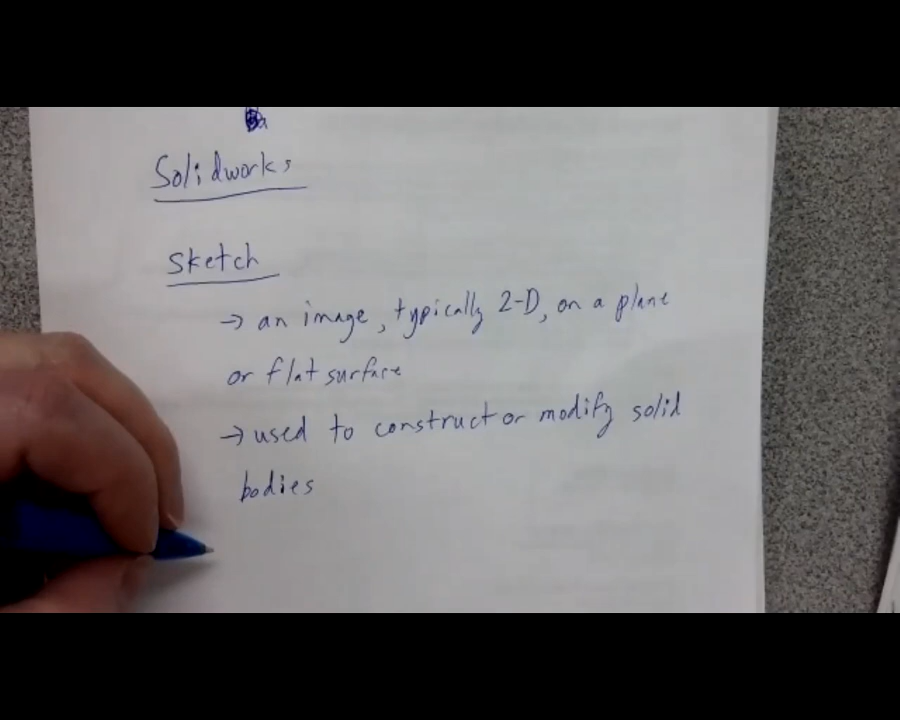 Solidworks
Sketch
→ an image, typically 2-D, on a plane
or flat surface
→ used to construct or modify solid
bodies